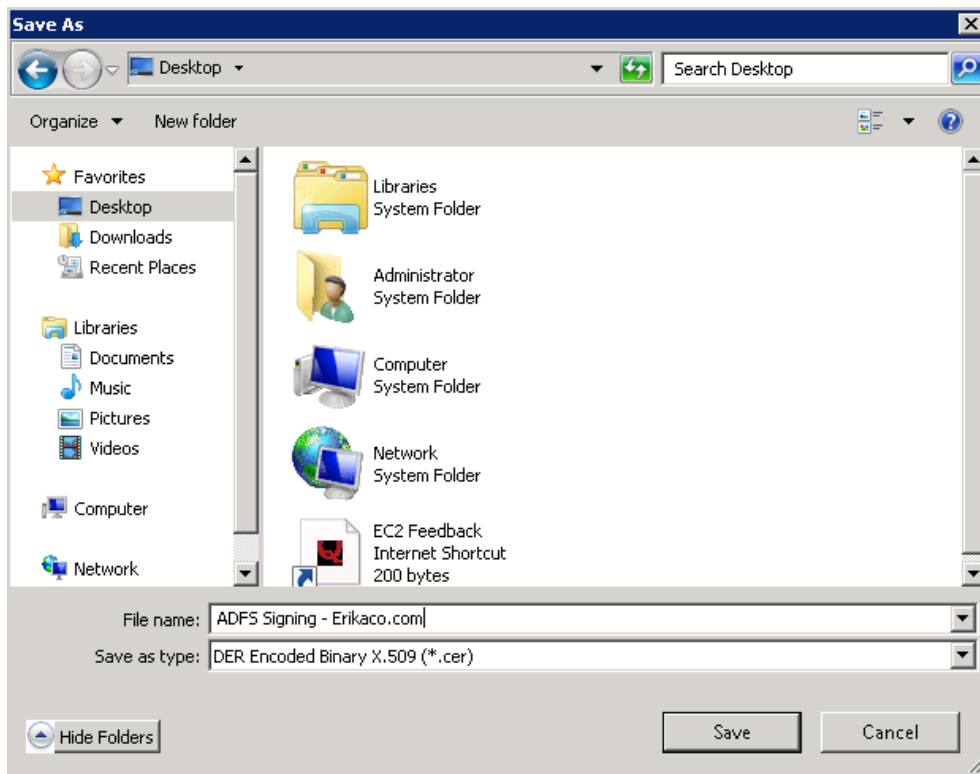 Save As
Desktop
Search Desktop
Organize
New folder
Favorites
Desktop
Downloads
Recent Places
Libraries
Documents
Music
Pictures
Videos
Computer
Network
Libraries
System Folder
Administrator
System Folder
Computer
System Folder
Network
System Folder
EC2 Feedback
Internet Shortcut
200 bytes
File name: ADFS Signing - Erikaco.com
Save as type: DER Encoded Binary X.509 (*.cer)
Hide Folders
Save
Cancel